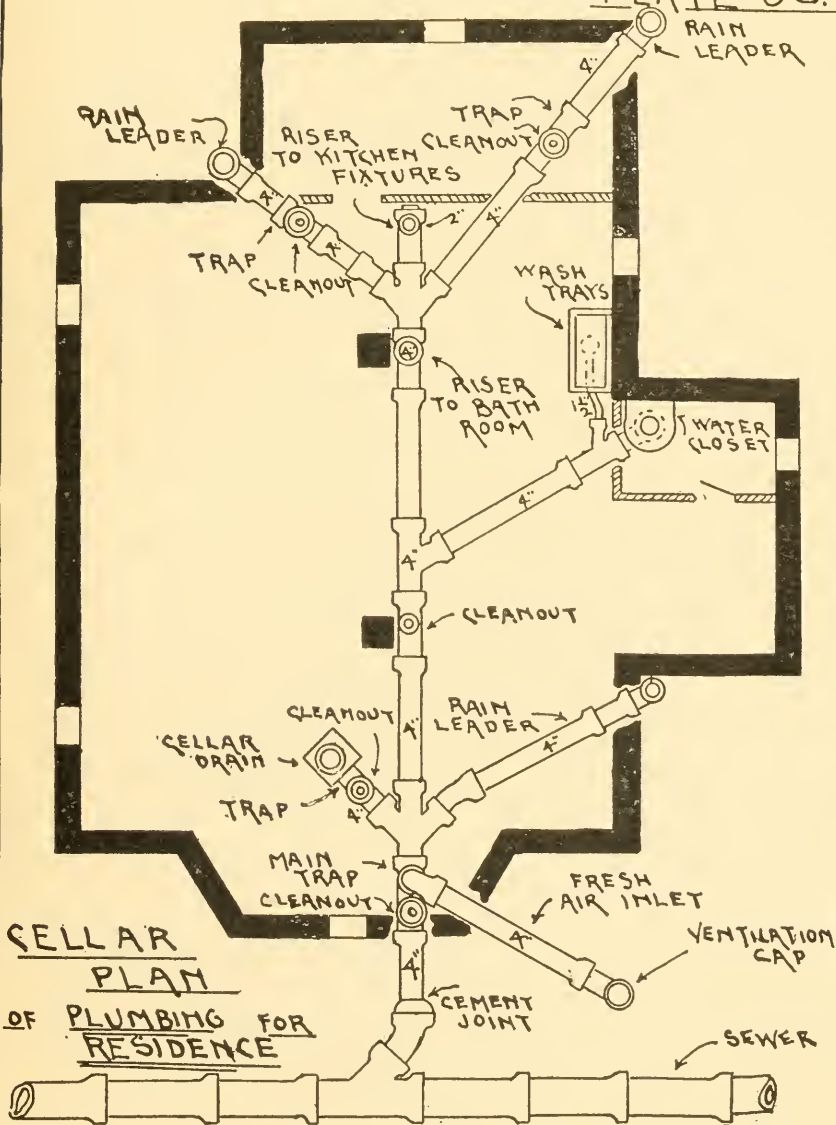 RAIN
LEADER
4"
TRAP
CLEANOUT
RAIN
LEADER
RISER
TO KITCHEN
FIXTURES
4"
2"
4"
TRAP
CLEANOUT
4"
WASH
TRAYS
4"
RISER
TO BATH
ROOM
1½"
WATER
CLOSET
4"
4"
CLEANOUT
CLEANOUT
4"
RAIN
LEADER
4"
CELLAR
DRAIN
TRAP
4"
MAIN
TRAP
CLEANOUT
FRESH
AIR INLET
4"
VENTILATION
CAP
4"
CELLAR
PLAN
OF PLUMBING FOR
RESIDENCE
CEMENT
JOINT
SEWER